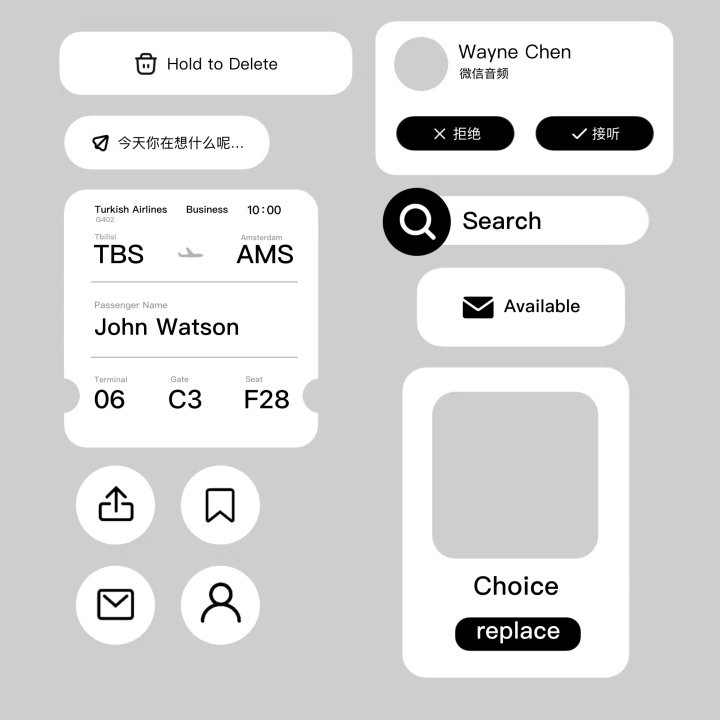 Hold to Delete
今天你在想什么呢...
Turkish Airlines Business 10:00
G402
Tbilisi Amsterdam
TBS AMS
Passenger Name
John Watson
Terminal Gate Seat
06 C3 F28
Wayne Chen
微信音频
拒绝 接听
Search
Available
Choice
replace